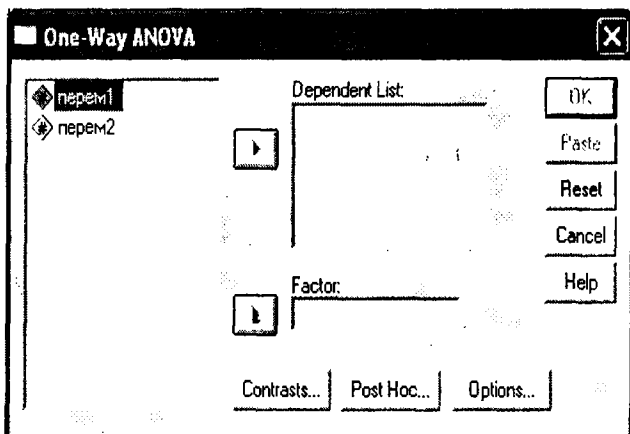 One-Way ANOVA
перем1
перем2
Dependent List:
Factor:
OK
Paste
Reset
Cancel
Help
Contrasts...
Post Hoc...
Options...